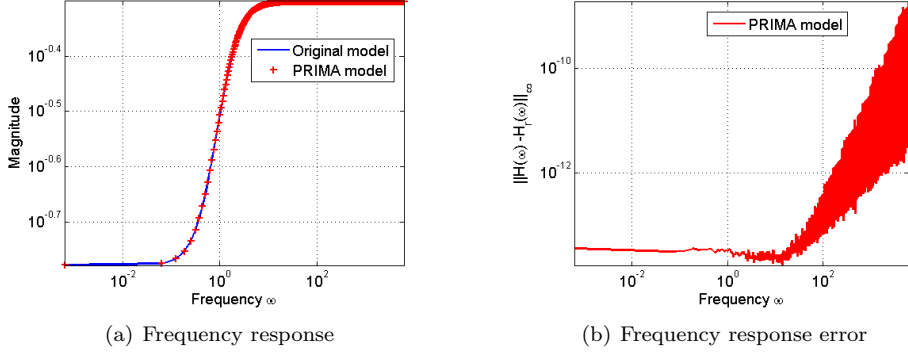 Original model
PRIMA model
Magnitude
10^-0.4
10^-0.5
10^-0.6
10^-0.7
10^-2
10^0
10^2
Frequency ω
(a) Frequency response
PRIMA model
||H(ω) -H_r(ω)||_∞
10^-10
10^-12
10^-2
10^0
10^2
Frequency ω
(b) Frequency response error